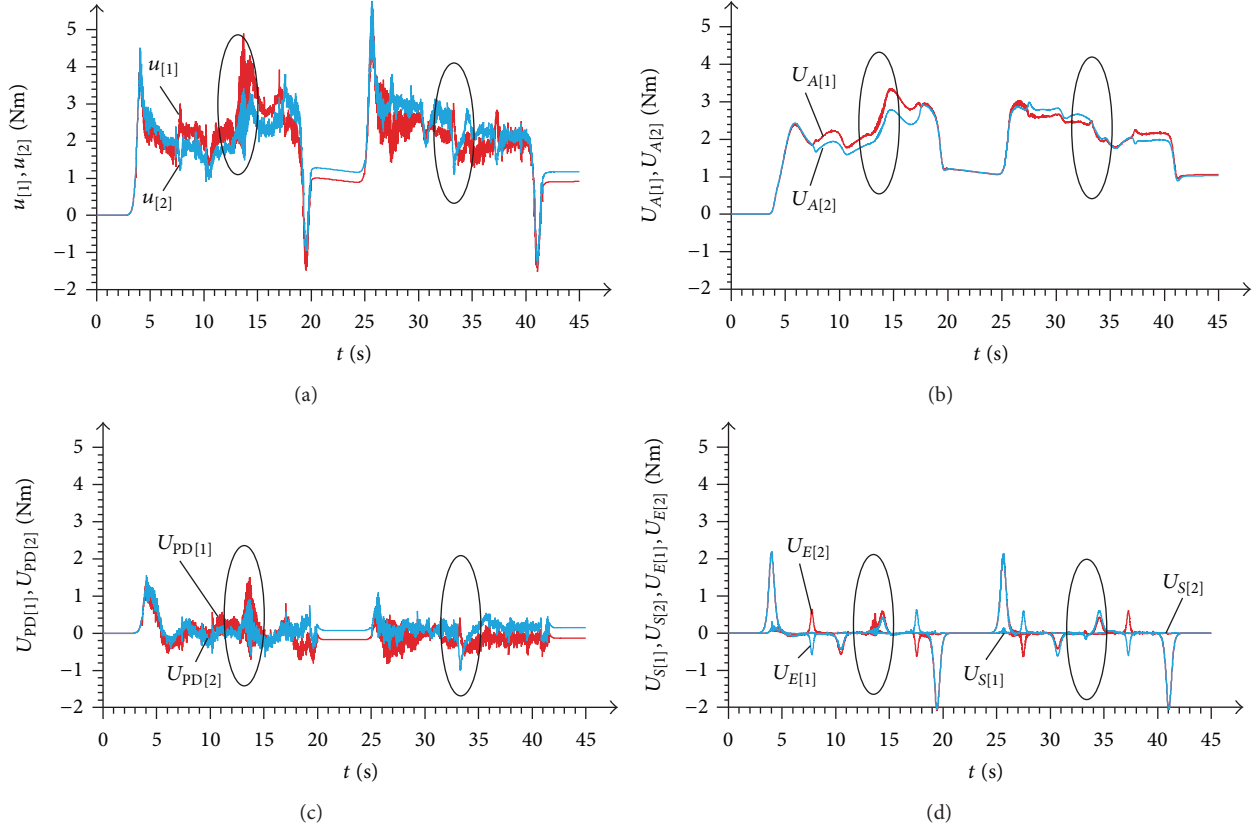 u[1], u[2] (Nm)
5
4
3
2
1
0
−1
−2
u[1]
u[2]
0 5 10 15 20 25 30 35 40 45
t (s)
(a)
UA[1], UA[2] (Nm)
5
4
3
2
1
0
−1
−2
UA[1]
UA[2]
0 5 10 15 20 25 30 35 40 45
t (s)
(b)
UPD[1], UPD[2] (Nm)
5
4
3
2
1
0
−1
−2
UPD[1]
UPD[2]
0 5 10 15 20 25 30 35 40 45
t (s)
(c)
US[1], US[2], UE[1], UE[2] (Nm)
5
4
3
2
1
0
−1
−2
UE[2]
UE[1]
US[1]
US[2]
0 5 10 15 20 25 30 35 40 45
t (s)
(d)